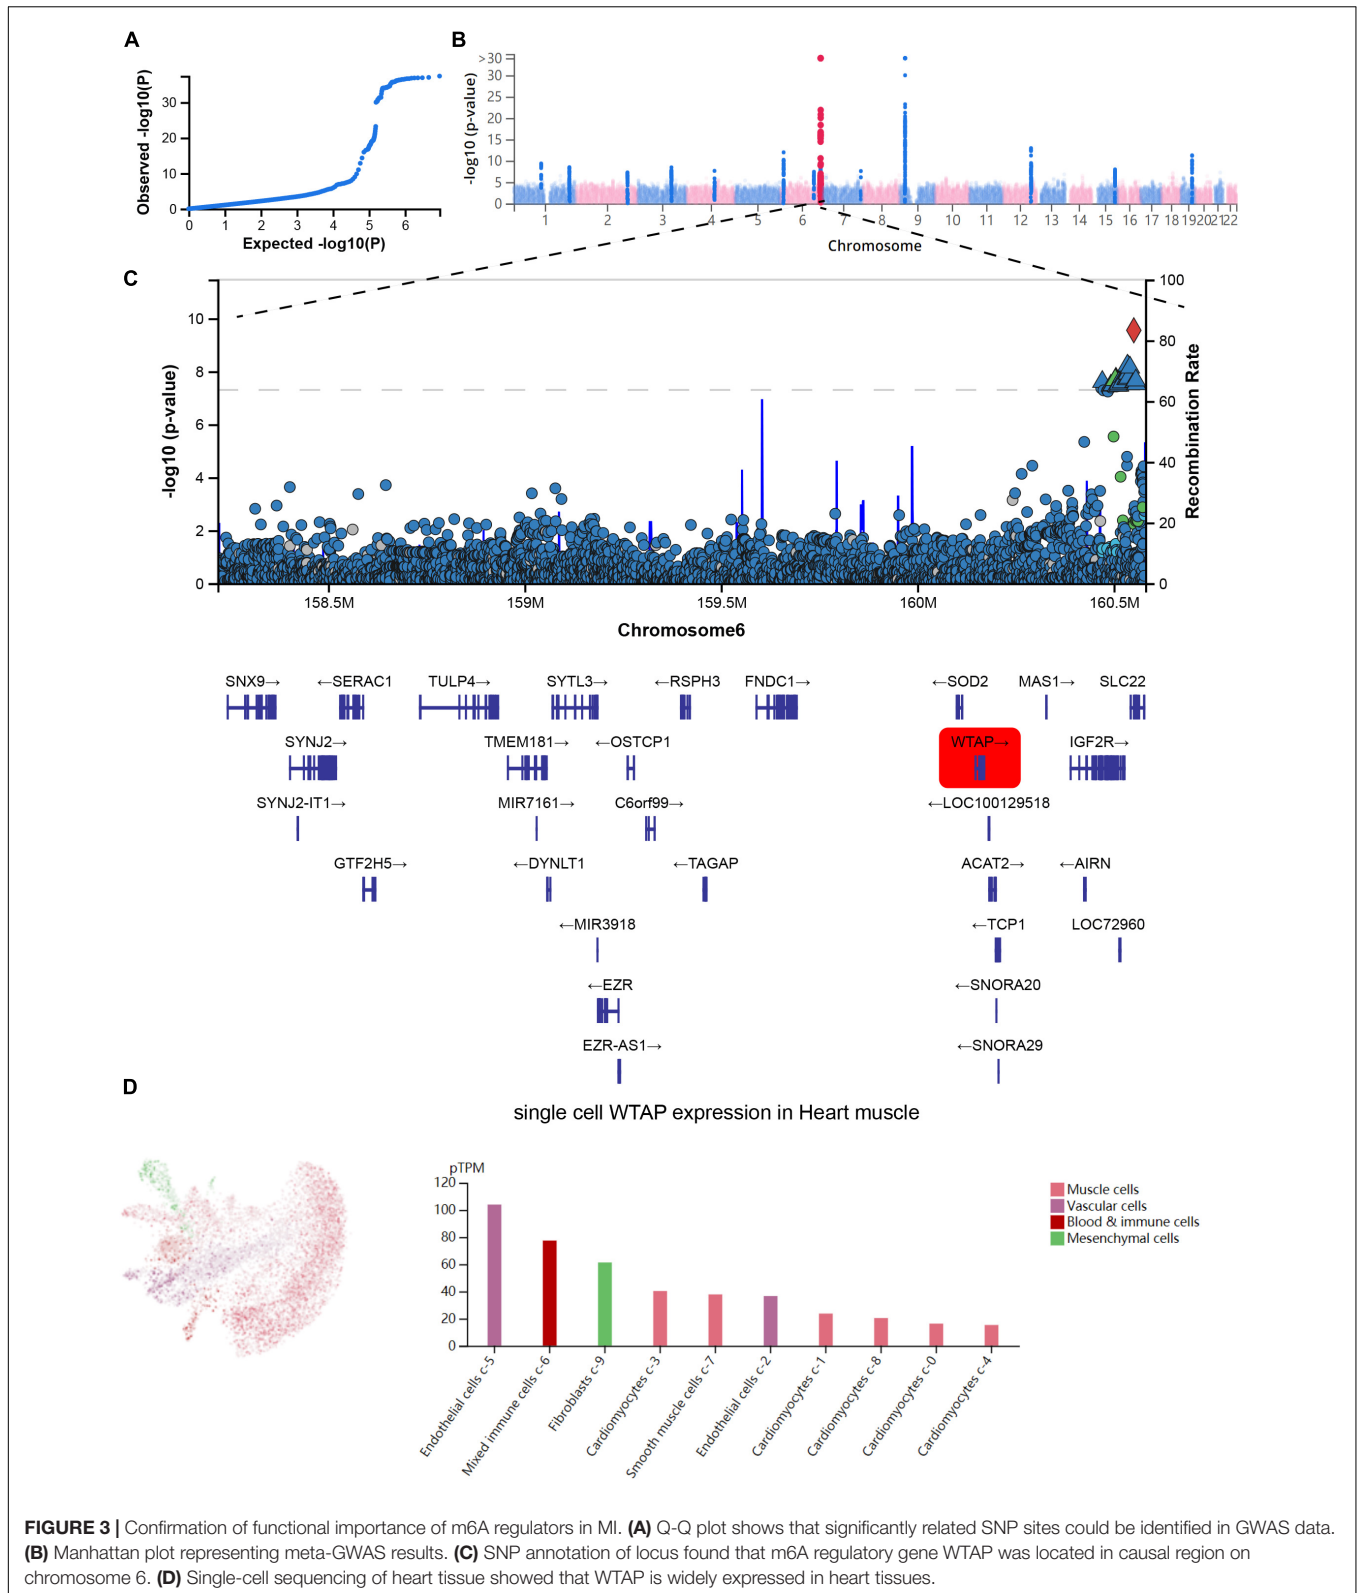 A
Observed -log10(P)
30
20
10
0
0 1 2 3 4 5 6
Expected -log10(P)
B
-log10 (p-value)
>30
30
25
20
15
10
5
0
1 2 3 4 5 6 7 8 9 10 11 12 13 14 15 16 17 18 19 20 21 22
Chromosome
C
-log10 (p-value)
10
8
6
4
2
0
100
80
60
40
20
0
Recombination Rate
158.5M 159M 159.5M 160M 160.5M
Chromosome6
SNX9→ ←SERAC1 TULP4→ SYTL3→ ←RSPH3 FNDC1→ ←SOD2 MAS1→ SLC22
SYNJ2→ TMEM181→ ←OSTCP1 WTAP→ IGF2R→
SYNJ2-IT1→ MIR7161→ C6orf99→ ←LOC100129518
GTF2H5→ ←DYNLT1 ←TAGAP ACAT2→ ←AIRN
←MIR3918 ←TCP1 LOC72960
←EZR ←SNORA20
EZR-AS1→ ←SNORA29
D
single cell WTAP expression in Heart muscle
pTPM
120
100
80
60
40
20
0
Endothelial cells c-5
Mixed immune cells c-6
Fibroblasts c-9
Cardiomyocytes c-3
Smooth muscle cells c-7
Endothelial cells c-2
Cardiomyocytes c-1
Cardiomyocytes c-8
Cardiomyocytes c-0
Cardiomyocytes c-4
Muscle cells
Vascular cells
Blood & immune cells
Mesenchymal cells
FIGURE 3 | Confirmation of functional importance of m6A regulators in MI. (A) Q-Q plot shows that significantly related SNP sites could be identified in GWAS data.
(B) Manhattan plot representing meta-GWAS results. (C) SNP annotation of locus found that m6A regulatory gene WTAP was located in causal region on
chromosome 6. (D) Single-cell sequencing of heart tissue showed that WTAP is widely expressed in heart tissues.